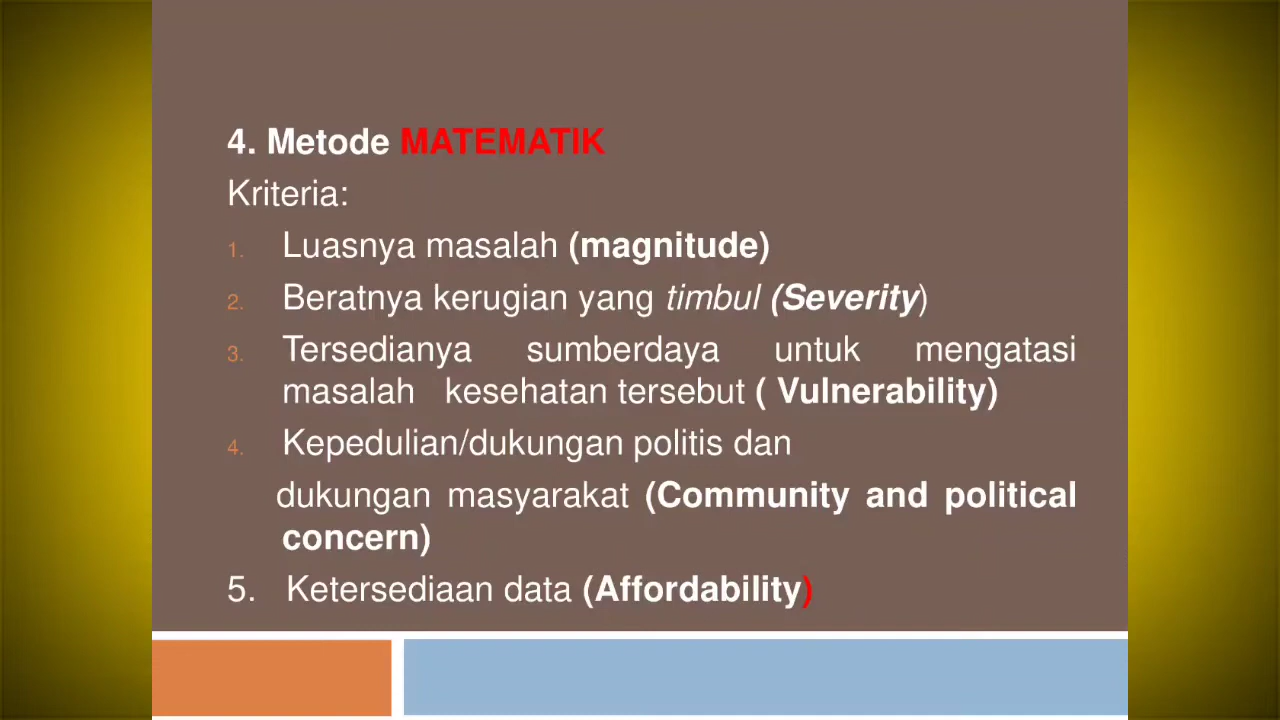 4. Metode MATEMATIK
Kriteria:
1. Luasnya masalah (magnitude)
2. Beratnya kerugian yang timbul (Severity)
3. Tersedianya sumberdaya untuk mengatasi
masalah kesehatan tersebut ( Vulnerability)
4. Kepedulian/dukungan politis dan
dukungan masyarakat (Community and political
concern)
5. Ketersediaan data (Affordability)